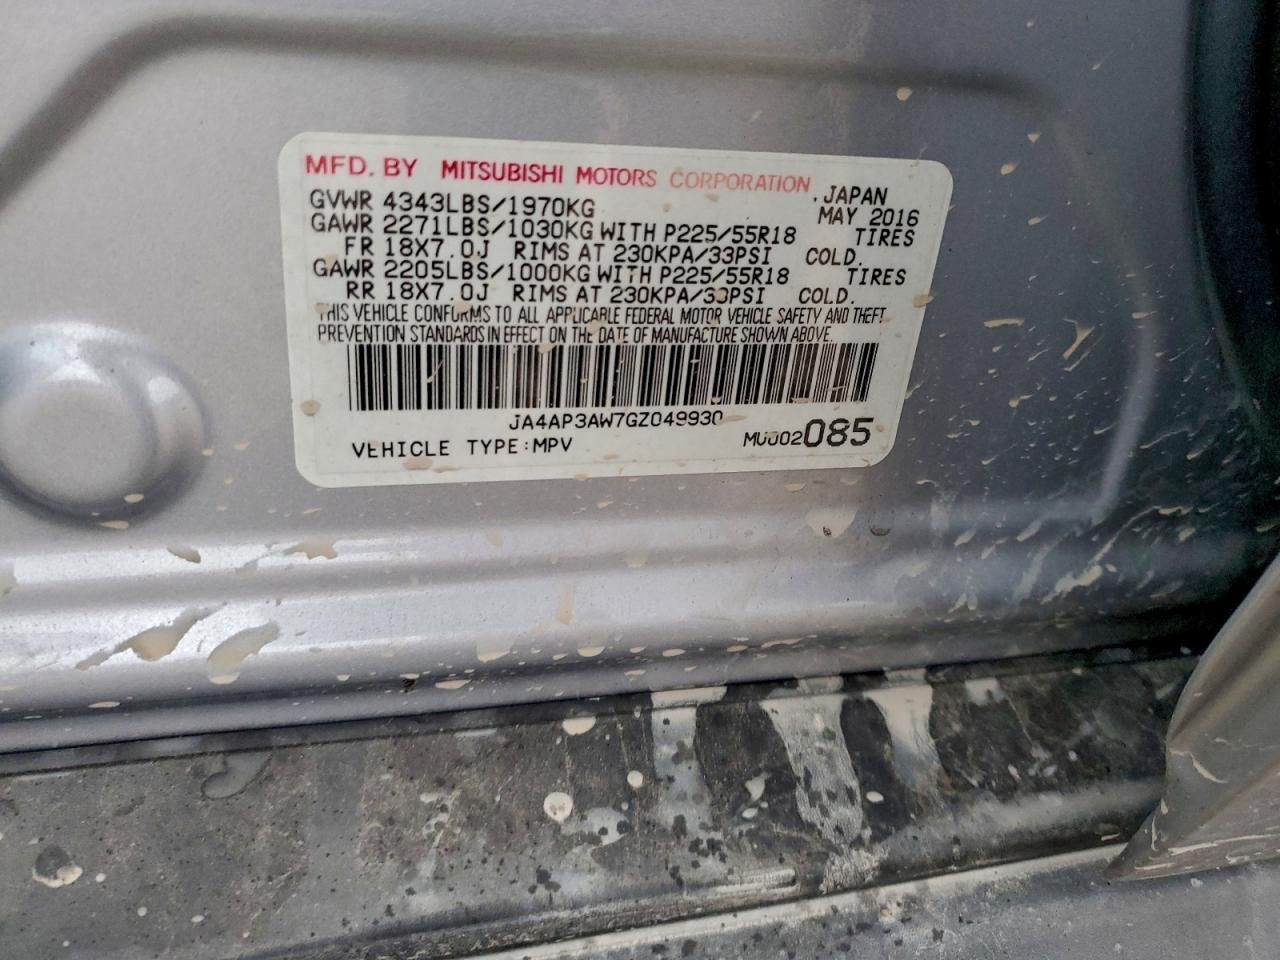 MFD. BY MITSUBISHI MOTORS CORPORATION, JAPAN
GVWR 4343LBS/1970KG MAY 2016
GAWR 2271LBS/1030KG WITH P225/55R18 TIRES
FR 18X7.0J RIMS AT 230KPA/33PSI COLD.
GAWR 2205LBS/1000KG WITH P225/55R18 TIRES
RR 18X7.0J RIMS AT 230KPA/33PSI COLD.
THIS VEHICLE CONFORMS TO ALL APPLICABLE FEDERAL MOTOR VEHICLE SAFETY AND THEFT
PREVENTION STANDARDS IN EFFECT ON THE DATE OF MANUFACTURE SHOWN ABOVE.
JA4AP3AW7GZ049930
VEHICLE TYPE:MPV MU002085